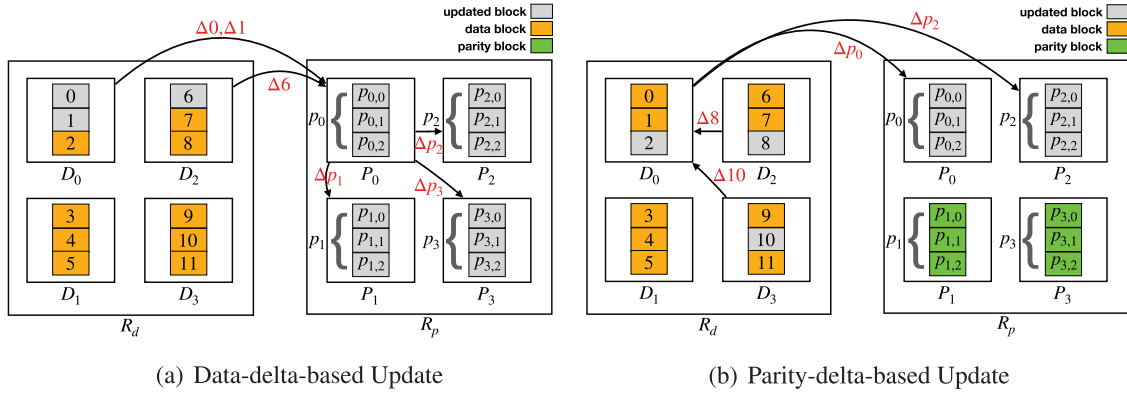 updated block
data block
parity block
Δ0,Δ1
Δ6
0
1
2
D₀
6
7
8
D₂
3
4
5
D₁
9
10
11
D₃
R_d
p₀ {
p₀,₀
p₀,₁
p₀,₂
P₀
p₂ {
p₂,₀
p₂,₁
p₂,₂
P₂
Δp₂
Δp₁
Δp₃
p₁ {
p₁,₀
p₁,₁
p₁,₂
P₁
p₃ {
p₃,₀
p₃,₁
p₃,₂
P₃
R_p
(a) Data-delta-based Update
updated block
data block
parity block
Δp₂
Δp₀
0
1
2
D₀
Δ8
6
7
8
D₂
Δ10
3
4
5
D₁
9
10
11
D₃
R_d
p₀ {
p₀,₀
p₀,₁
p₀,₂
P₀
p₂ {
p₂,₀
p₂,₁
p₂,₂
P₂
p₁ {
p₁,₀
p₁,₁
p₁,₂
P₁
p₃ {
p₃,₀
p₃,₁
p₃,₂
P₃
R_p
(b) Parity-delta-based Update